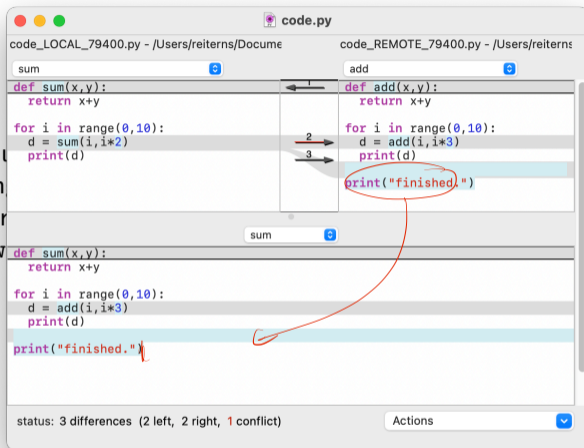 code.py
code_LOCAL_79400.py - /Users/reiterns/Docume
code_REMOTE_79400.py - /Users/reiterns
sum
add
def sum(x,y):
return x+y
for i in range(0,10):
d = sum(i,i*2)
print(d)
1
2
3
def add(x,y):
return x+y
for i in range(0,10):
d = add(i,i*3)
print(d)
print("finished.")
sum
def sum(x,y):
return x+y
for i in range(0,10):
d = add(i,i*3)
print(d)
print("finished.")
status: 3 differences (2 left, 2 right, 1 conflict)
Actions